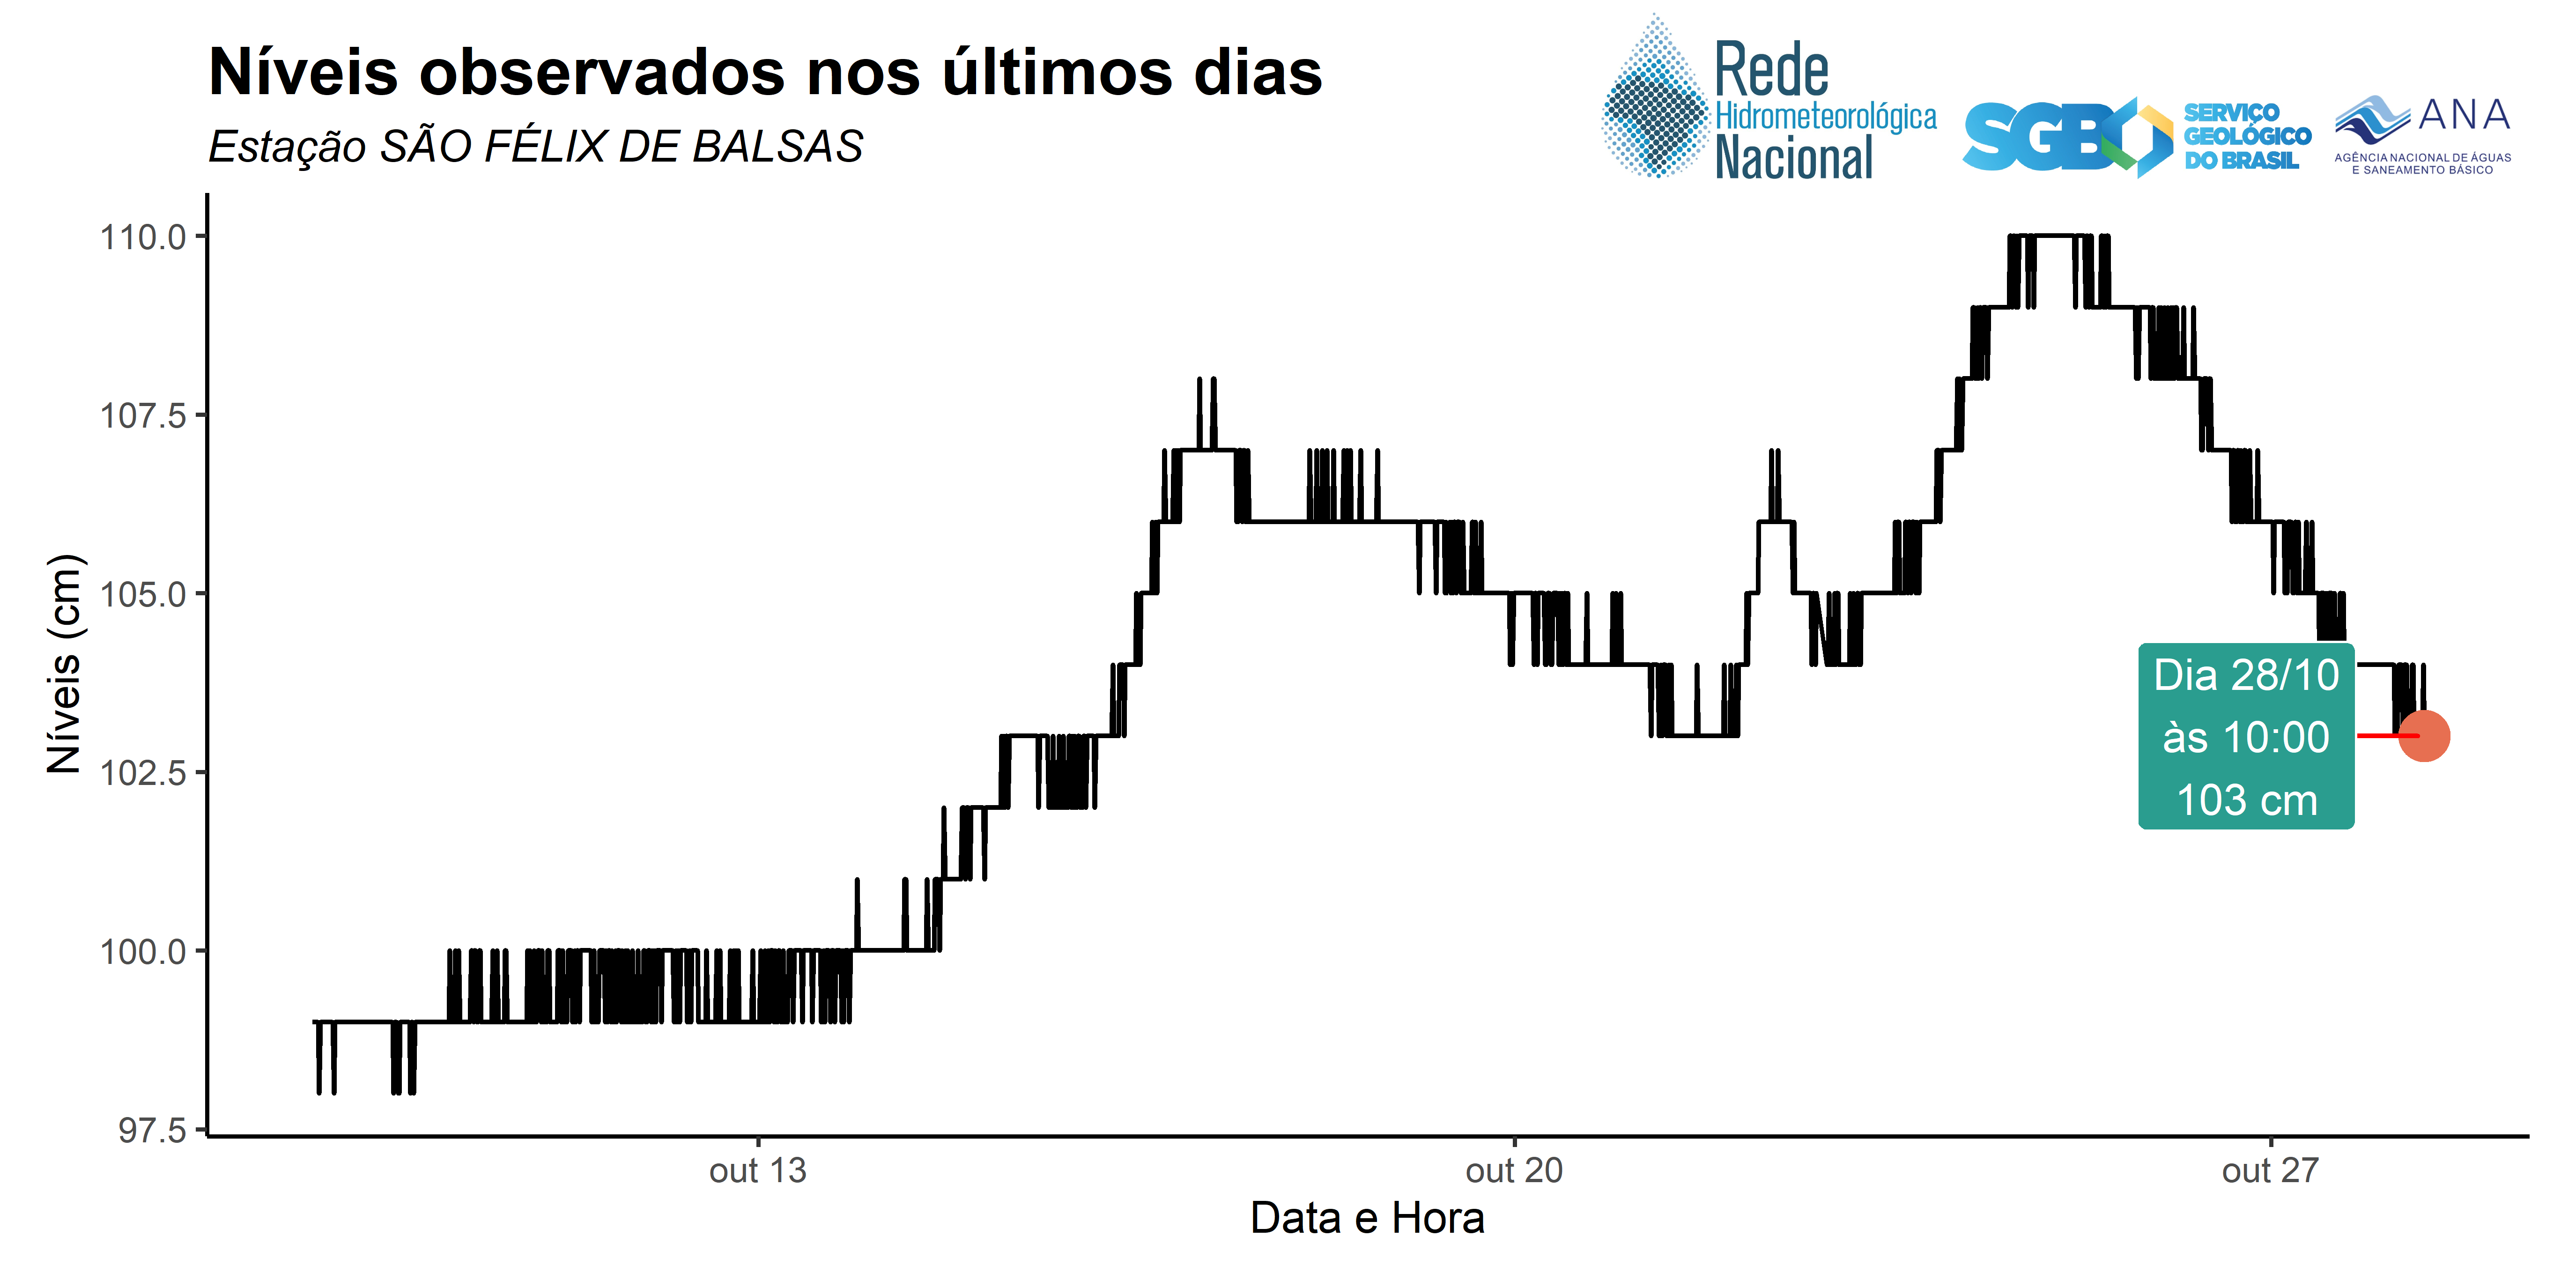 Níveis observados nos últimos dias
Estação SÃO FÉLIX DE BALSAS
Rede
Hidrometeorológica
Nacional
SGB
SERVIÇO
GEOLÓGICO
DO BRASIL
ANA
AGÊNCIA NACIONAL DE ÁGUAS
E SANEAMENTO BÁSICO
Níveis (cm)
110.0
107.5
105.0
102.5
100.0
97.5
Dia 28/10
às 10:00
103 cm
out 13
out 20
out 27
Data e Hora